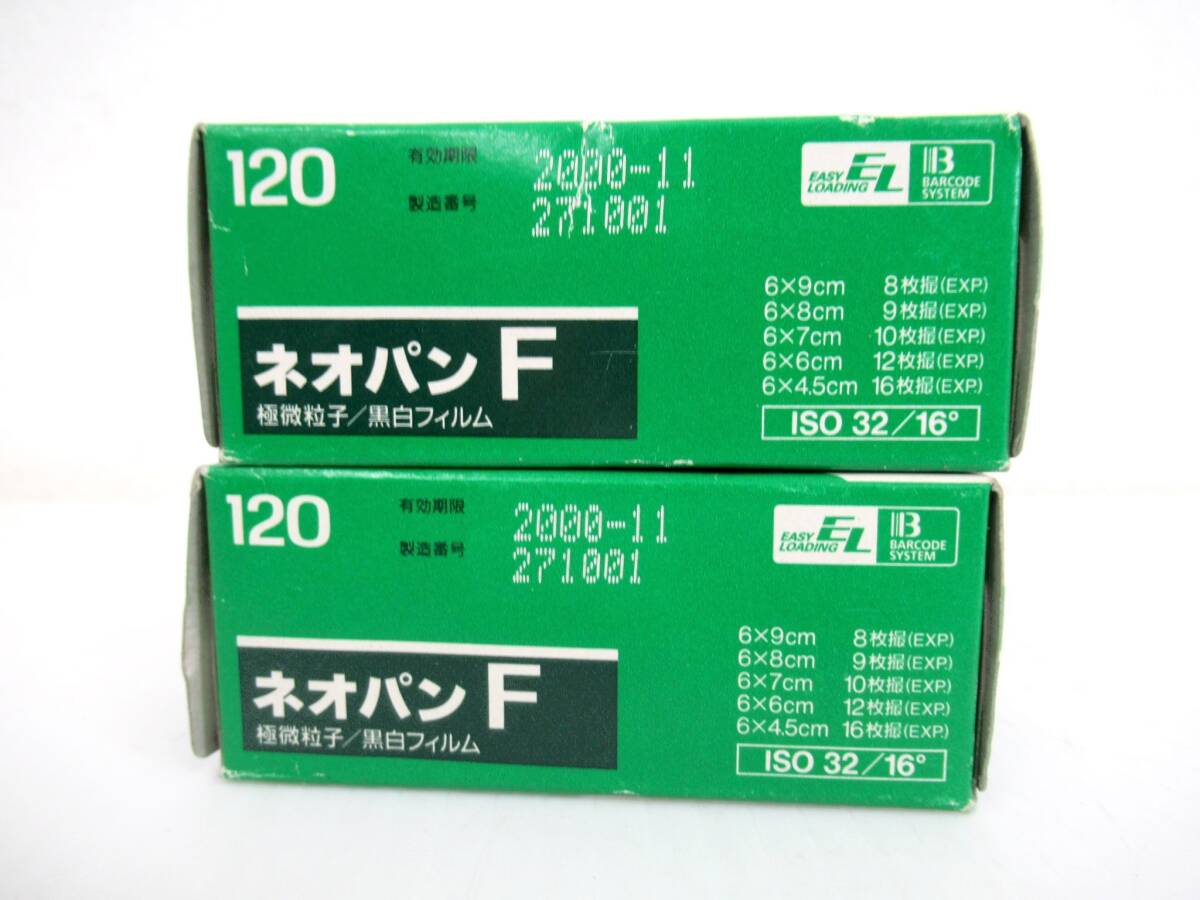 120
有効期限 2000-11
製造番号 271001
EASY LOADING EL
B BARCODE SYSTEM
6×9cm 8枚撮(EXP.)
6×8cm 9枚撮(EXP.)
6×7cm 10枚撮(EXP.)
6×6cm 12枚撮(EXP.)
6×4.5cm 16枚撮(EXP.)
ISO 32/16°
ネオパン F
極微粒子/黒白フィルム
120
有効期限 2000-11
製造番号 271001
EASY LOADING EL
B BARCODE SYSTEM
6×9cm 8枚撮(EXP.)
6×8cm 9枚撮(EXP.)
6×7cm 10枚撮(EXP.)
6×6cm 12枚撮(EXP.)
6×4.5cm 16枚撮(EXP.)
ISO 32/16°
ネオパン F
極微粒子/黒白フィルム